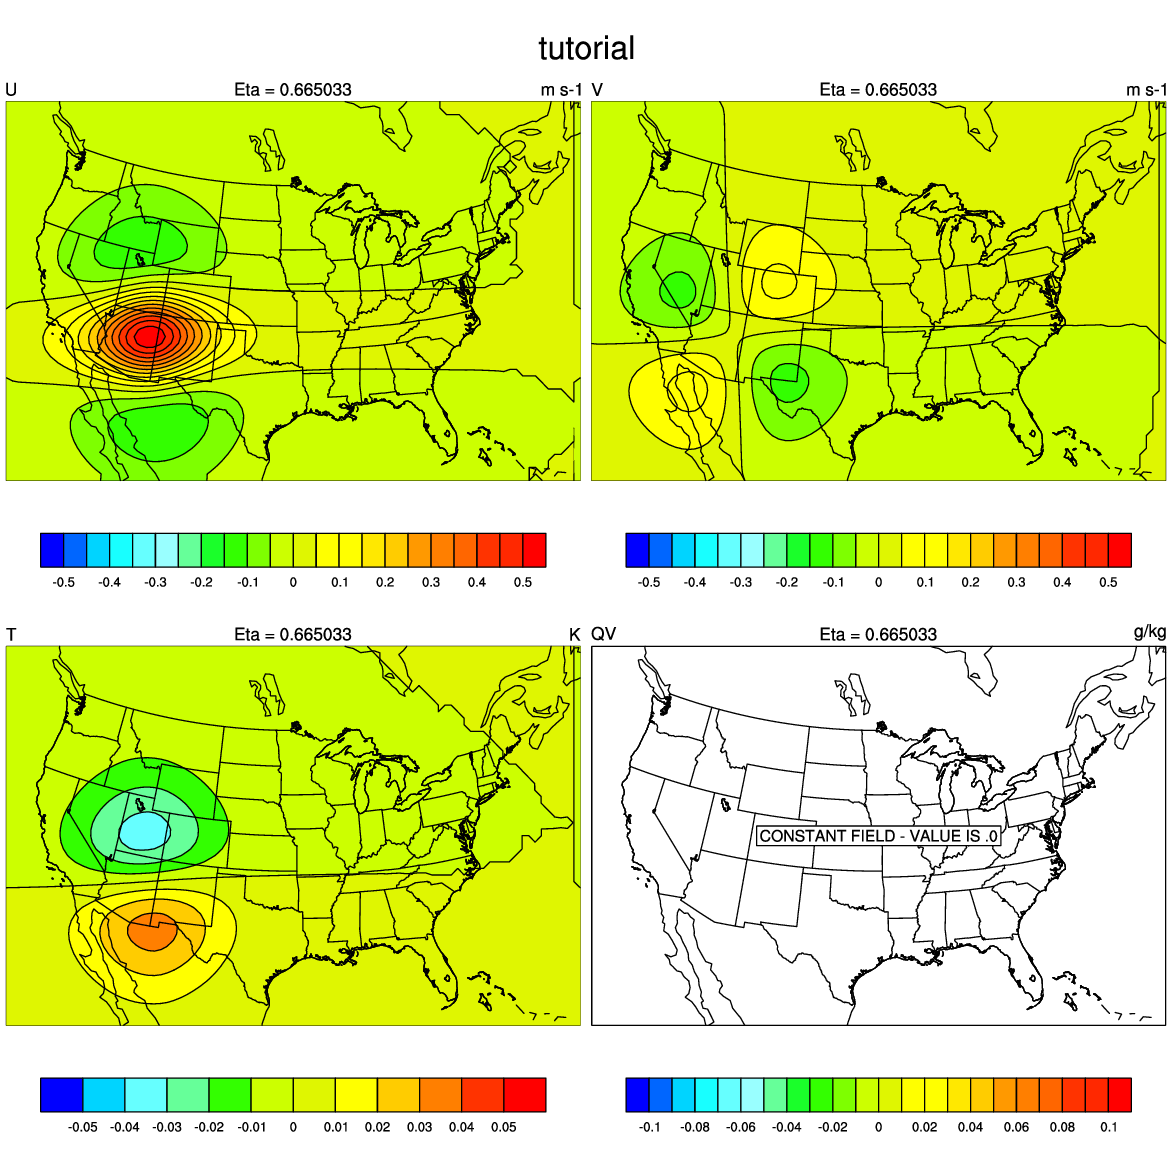 tutorial
U Eta = 0.665033 m s-1
V Eta = 0.665033 m s-1
-0.5 -0.4 -0.3 -0.2 -0.1 0 0.1 0.2 0.3 0.4 0.5
-0.5 -0.4 -0.3 -0.2 -0.1 0 0.1 0.2 0.3 0.4 0.5
T Eta = 0.665033 K
QV Eta = 0.665033 g/kg
CONSTANT FIELD - VALUE IS .0
-0.05 -0.04 -0.03 -0.02 -0.01 0 0.01 0.02 0.03 0.04 0.05
-0.1 -0.08 -0.06 -0.04 -0.02 0 0.02 0.04 0.06 0.08 0.1